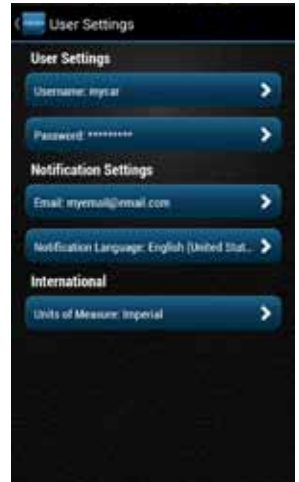 User Settings
User Settings
Username: mycar
Password: *********
Notification Settings
Email: myemail@email.com
Notification Language: English (United Stat..
International
Units of Measure: Imperial